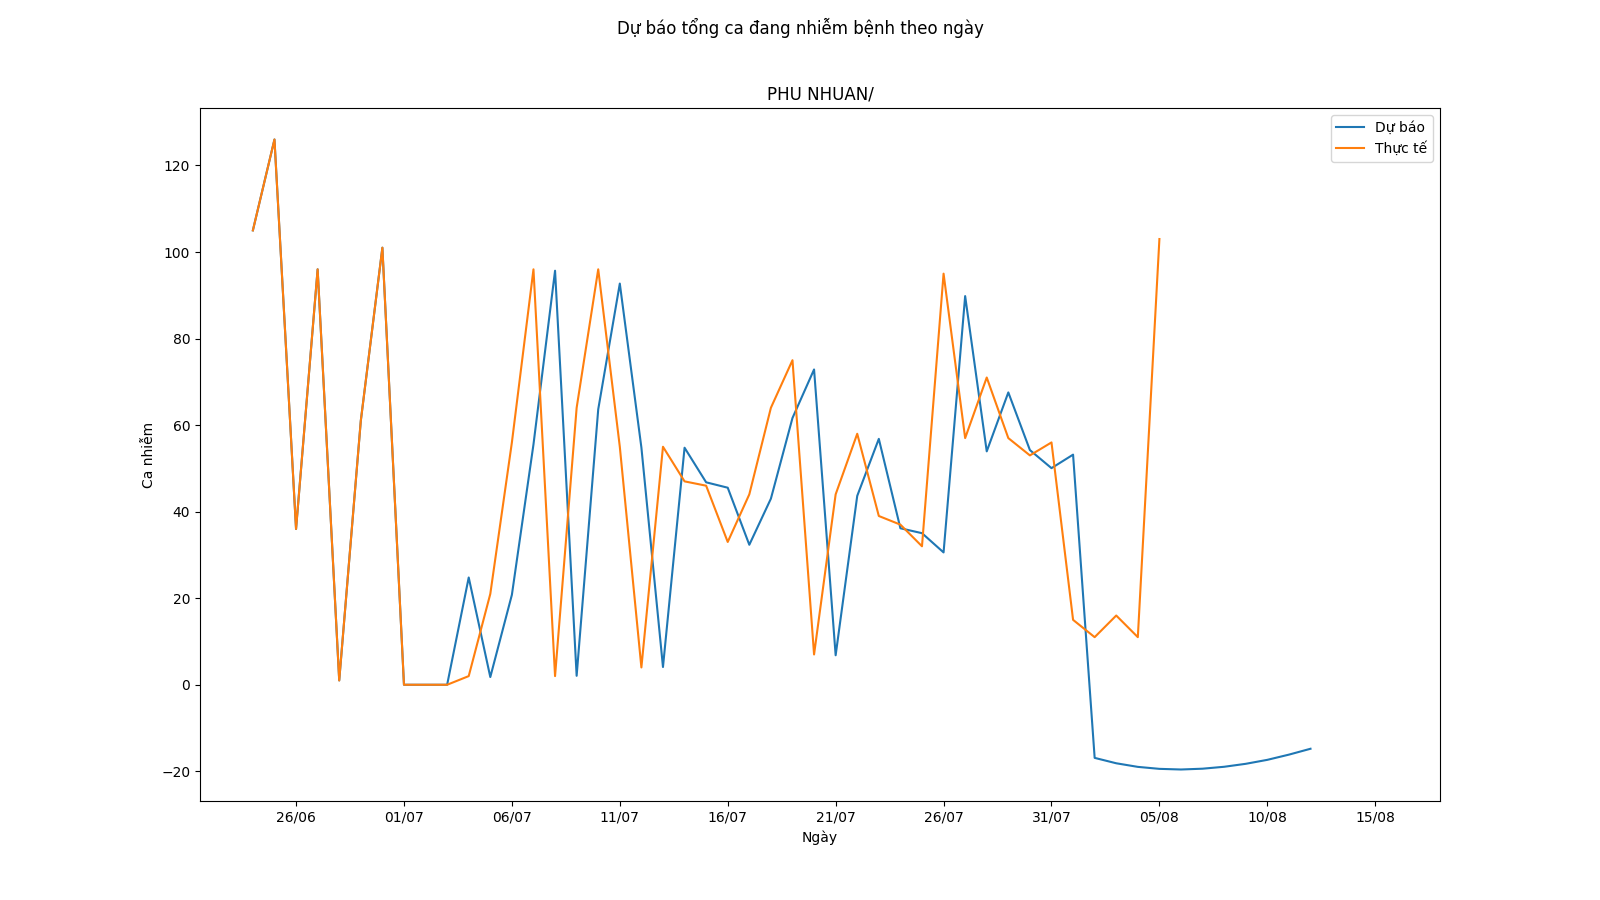 Dự báo tổng ca đang nhiễm bệnh theo ngày
PHU NHUAN/
Dự báo
Thực tế
120
100
80
60
40
20
0
−20
Ca nhiễm
26/06 01/07 06/07 11/07 16/07 21/07 26/07 31/07 05/08 10/08 15/08
Ngày